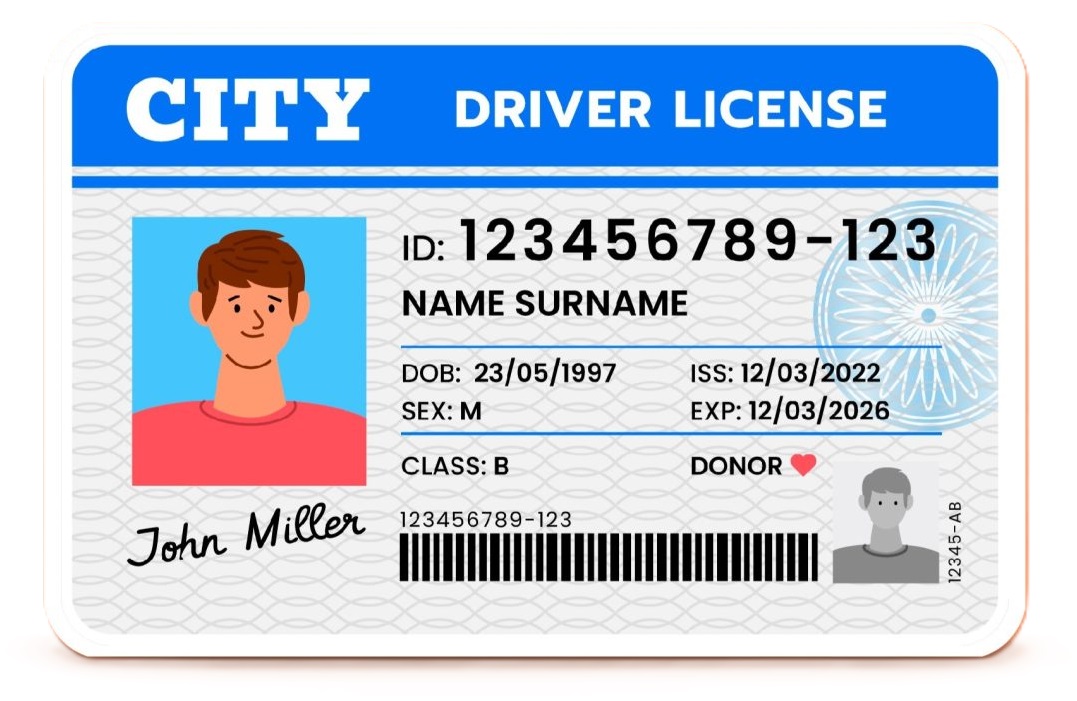 CITY DRIVER LICENSE
ID: 123456789-123
NAME SURNAME
DOB: 23/05/1997 ISS: 12/03/2022
SEX: M EXP: 12/03/2026
CLASS: B DONOR
John Miller
123456789-123
12345-AB